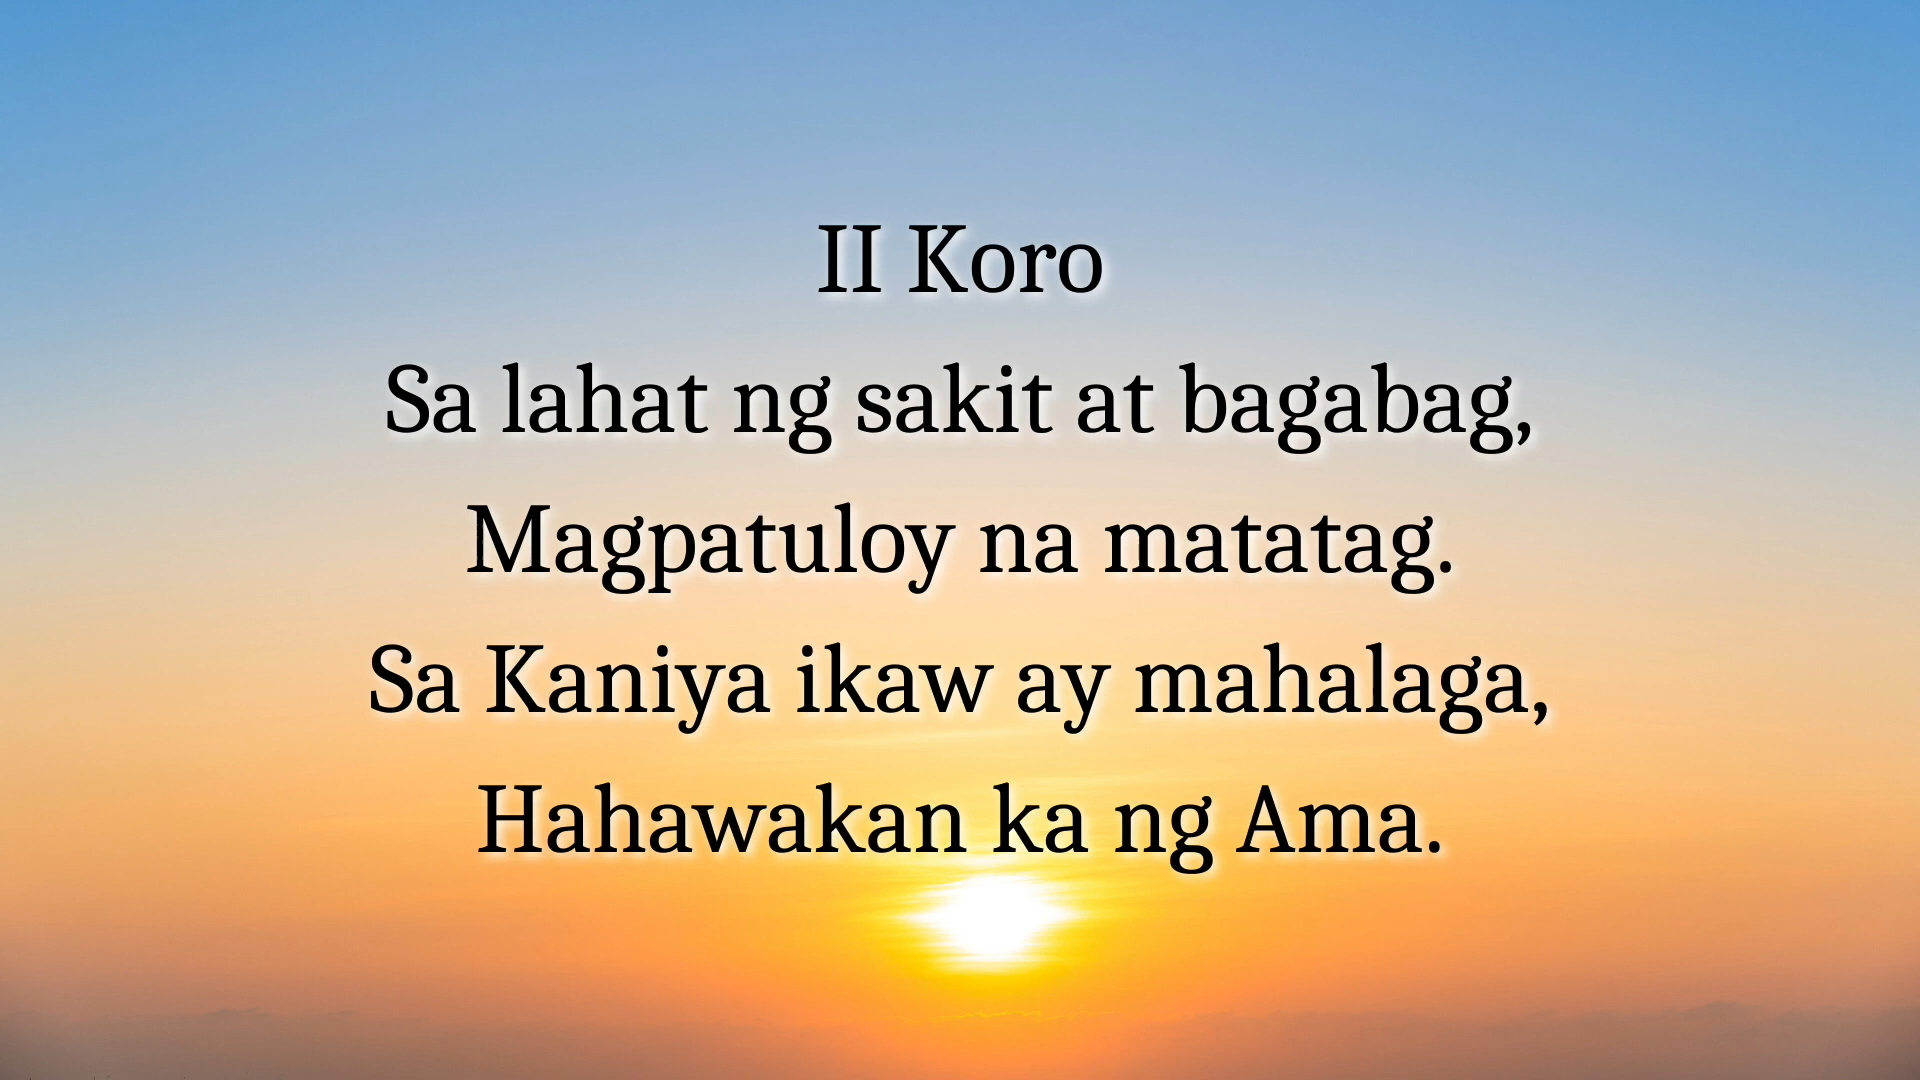 II Koro
Sa lahat ng sakit at bagabag,
Magpatuloy na matatag.
Sa Kaniya ikaw ay mahalaga,
Hahawakan ka ng Ama.